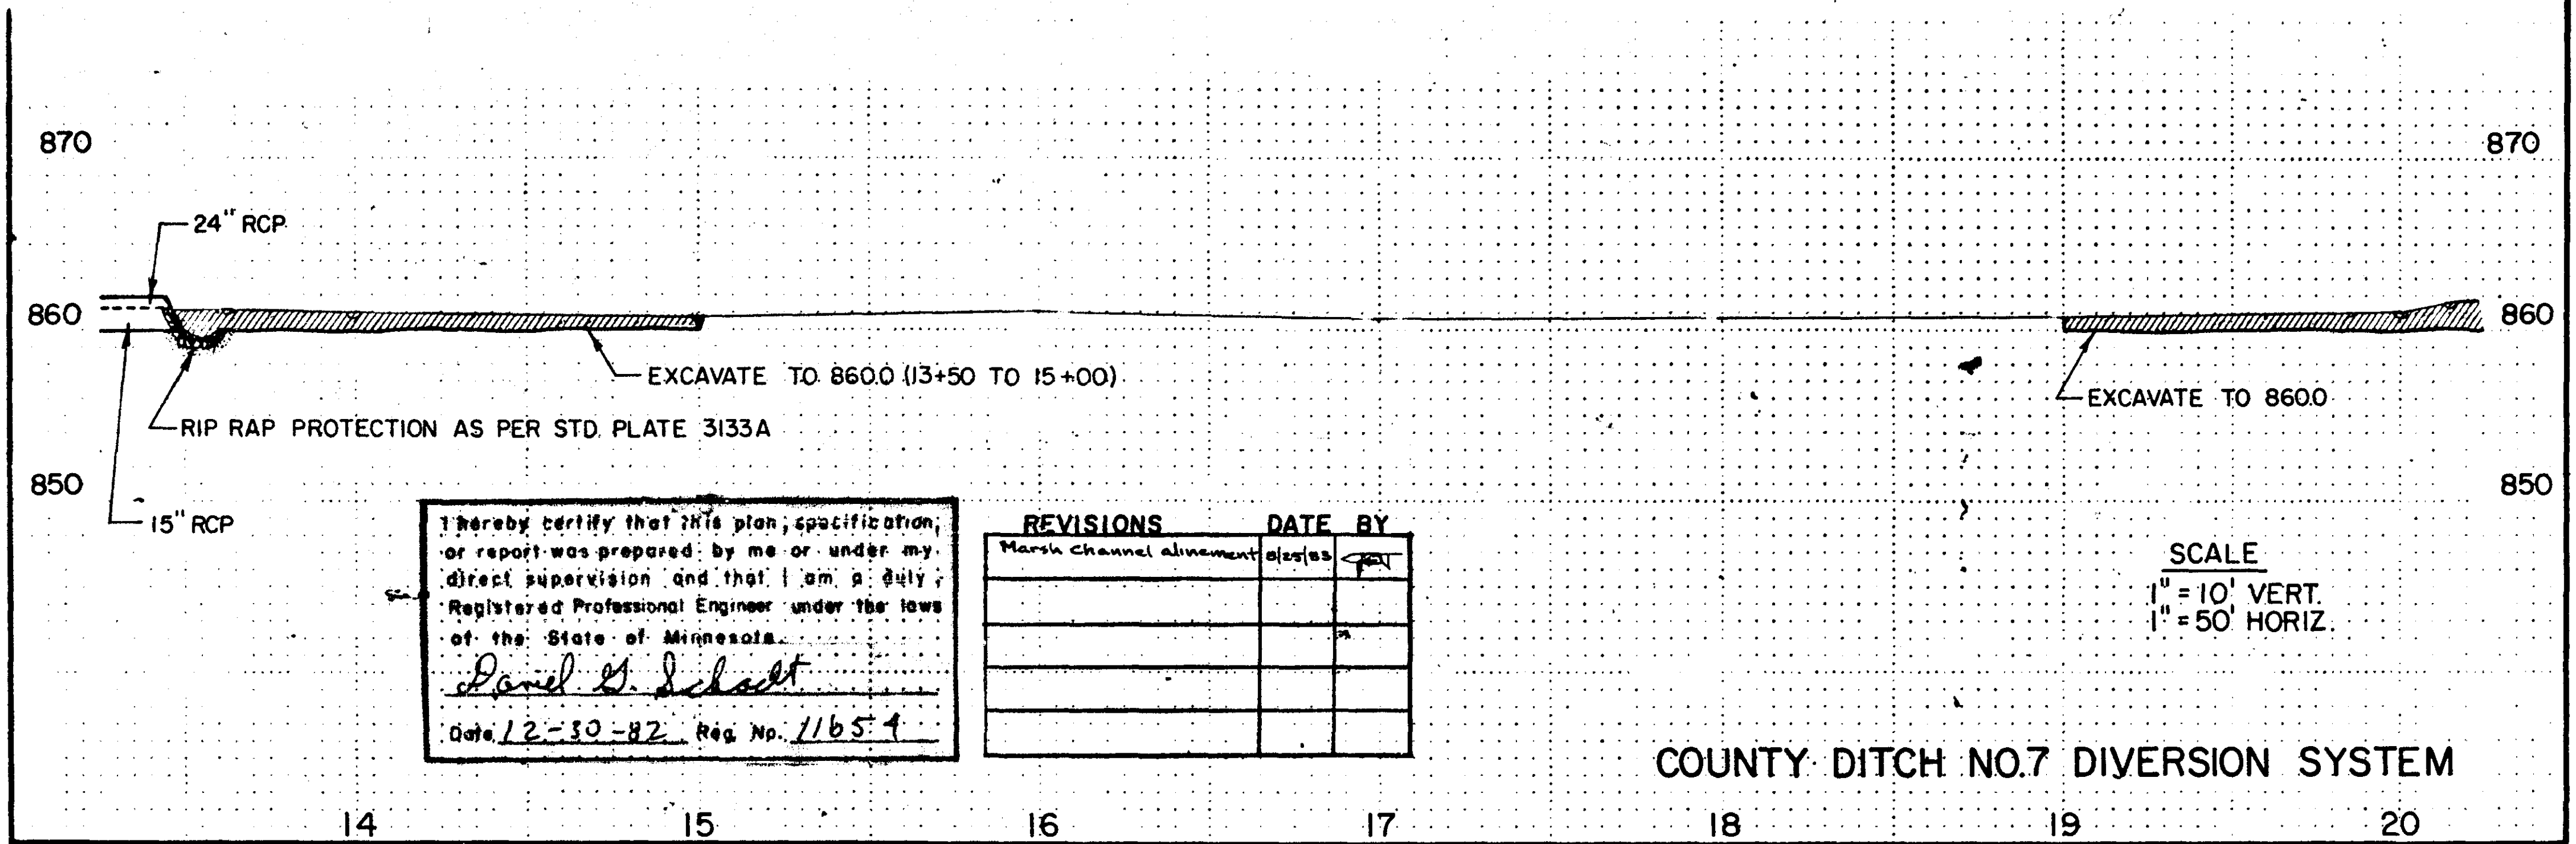 870
870
24" RCP
860
860
EXCAVATE TO 860.0 (13+50 TO 15+00)
EXCAVATE TO 860.0
RIP RAP PROTECTION AS PER STD. PLATE 3133A
850
850
15" RCP
I hereby certify that this plan, specification,
or report was prepared by me or under my
direct supervision and that I am a duly
Registered Professional Engineer under the laws
of the State of Minnesota.
Daniel G. Schadt
Date 12-30-82 Reg. No. 11654
REVISIONS DATE BY
Marsh Channel alinement 8/25/83
SCALE
1" = 10' VERT.
1" = 50' HORIZ.
COUNTY DITCH NO.7 DIVERSION SYSTEM
14 15 16 17 18 19 20